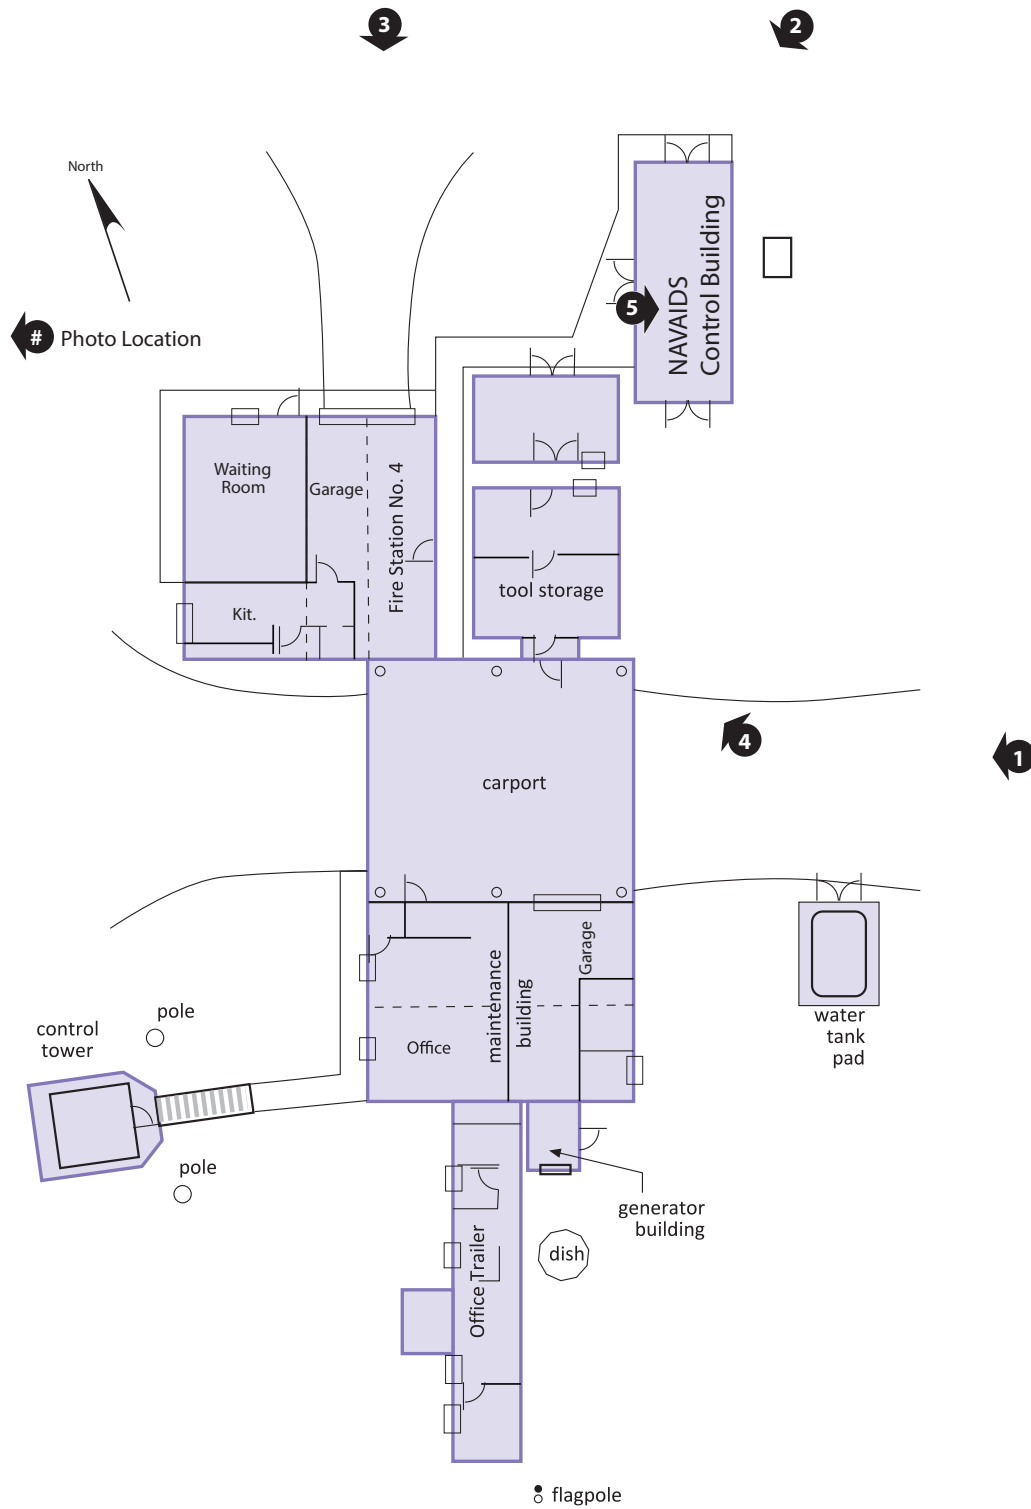 3
2
North
NAVAIDS
Control Building
5
#
Photo Location
Waiting
Room
Garage
Fire Station No. 4
Kit.
tool storage
carport
4
1
Garage
maintenance
building
Office
water
tank
pad
pole
control
tower
pole
generator
building
dish
Office Trailer
flagpole